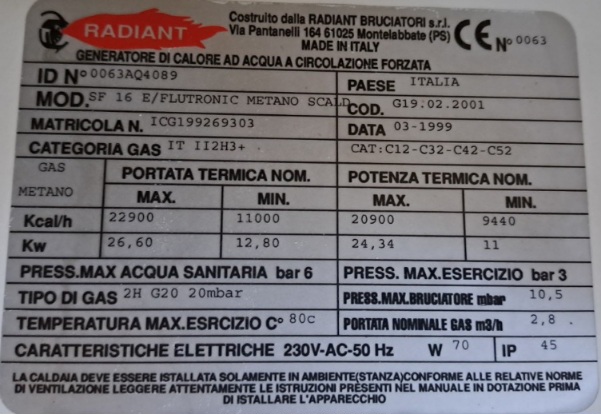 RADIANT
Costruito dalla RADIANT BRUCIATORI s.r.l.
Via Pantanelli 164 61025 Montelabbate (PS)
MADE IN ITALY
CE N° 0063
GENERATORE DI CALORE AD ACQUA A CIRCOLAZIONE FORZATA
ID N° 0063AQ4089 PAESE ITALIA
MOD. SF 16 E/FLUTRONIC METANO SCALD COD. G19.02.2001
MATRICOLA N. ICG199269303 DATA 03-1999
CATEGORIA GAS IT II2H3+ CAT:C12-C32-C42-C52
GAS METANO PORTATA TERMICA NOM. POTENZA TERMICA NOM.
MAX. MIN. MAX. MIN.
Kcal/h 22900 11000 20900 9440
Kw 26,60 12,80 24,34 11
PRESS.MAX ACQUA SANITARIA bar 6 PRESS. MAX.ESERCIZIO bar 3
TIPO DI GAS 2H G20 20mbar PRESS.MAX.BRUCIATORE mbar 10,5
TEMPERATURA MAX.ESRCIZIO C° 80c PORTATA NOMINALE GAS m3/h 2,8
CARATTERISTICHE ELETTRICHE 230V-AC-50 Hz W 70 IP 45
LA CALDAIA DEVE ESSERE ISTALLATA SOLAMENTE IN AMBIENTE(STANZA)CONFORME ALLE RELATIVE NORME
DI VENTILAZIONE LEGGERE ATTENTAMENTE LE ISTRUZIONI PRESENTI NEL MANUALE IN DOTAZIONE PRIMA
DI ISTALLARE L'APPARECCHIO